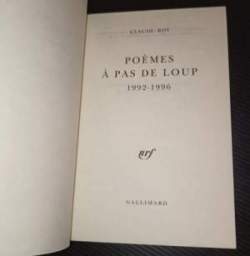 CLAUDE ROY
POÈMES
À PAS DE LOUP
1992-1996
nrf
GALLIMARD